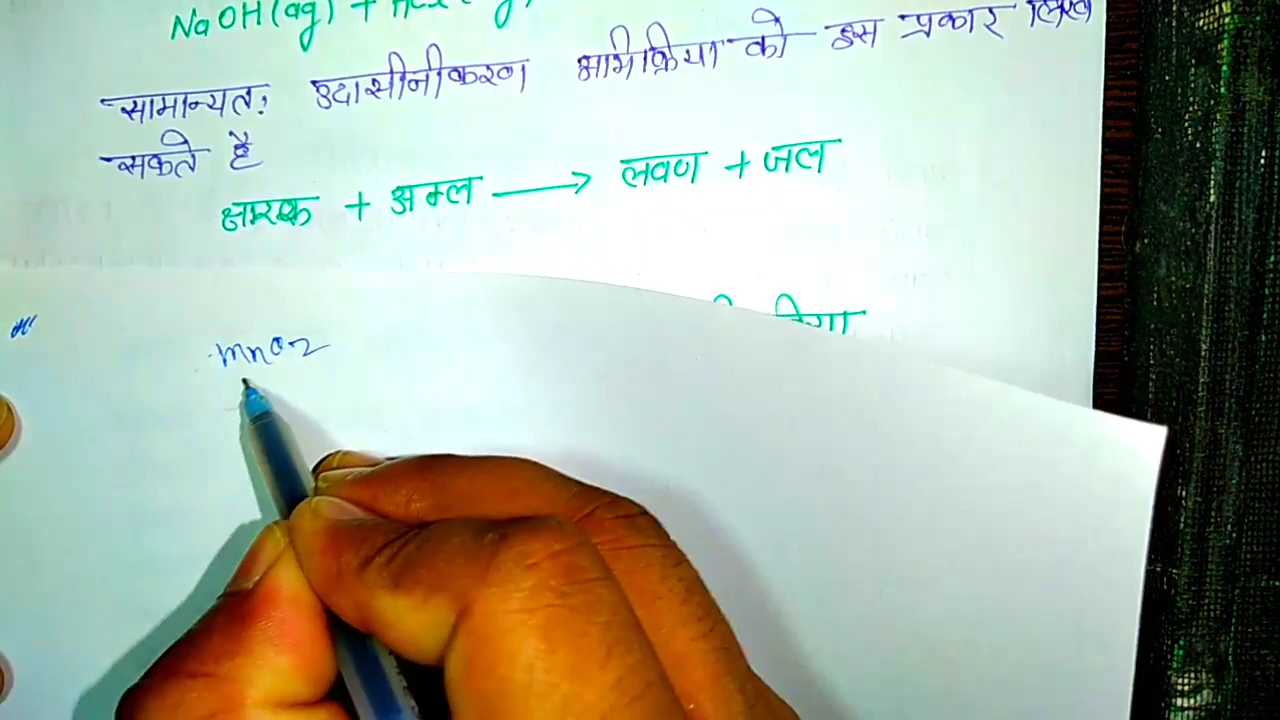 NaOH(aq) +
सामान्यतः उदासीनीकरण अभिक्रिया को इस प्रकार लिख
सकते है
क्षारक + अम्ल ⟶ लवण + जल
MnO2